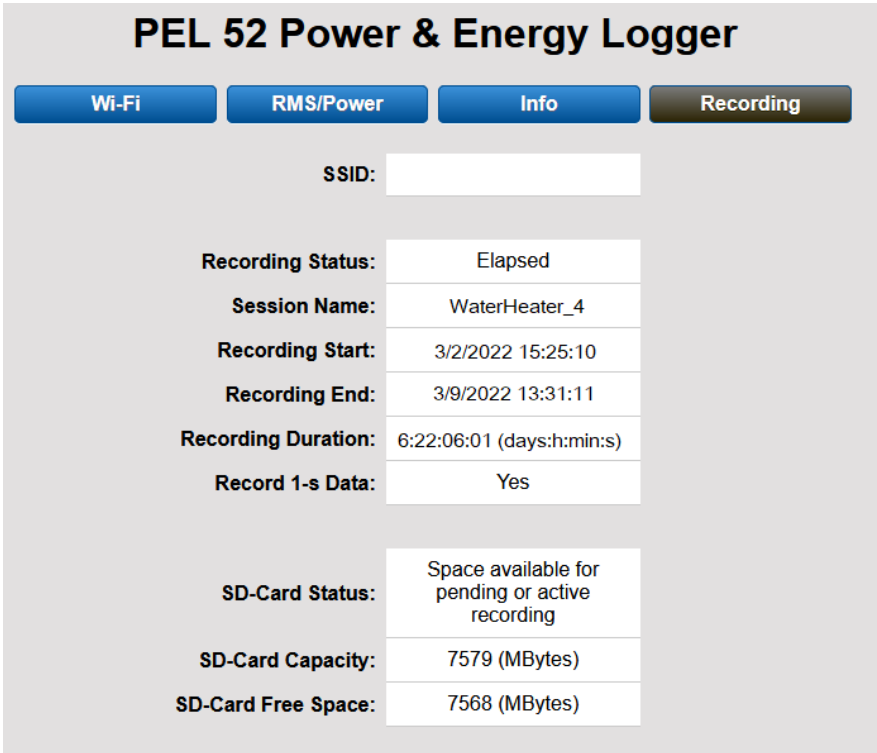 PEL 52 Power & Energy Logger
Wi-Fi RMS/Power Info Recording
SSID:
Recording Status: Elapsed
Session Name: WaterHeater_4
Recording Start: 3/2/2022 15:25:10
Recording End: 3/9/2022 13:31:11
Recording Duration: 6:22:06:01 (days:h:min:s)
Record 1-s Data: Yes
SD-Card Status: Space available for
pending or active
recording
SD-Card Capacity: 7579 (MBytes)
SD-Card Free Space: 7568 (MBytes)